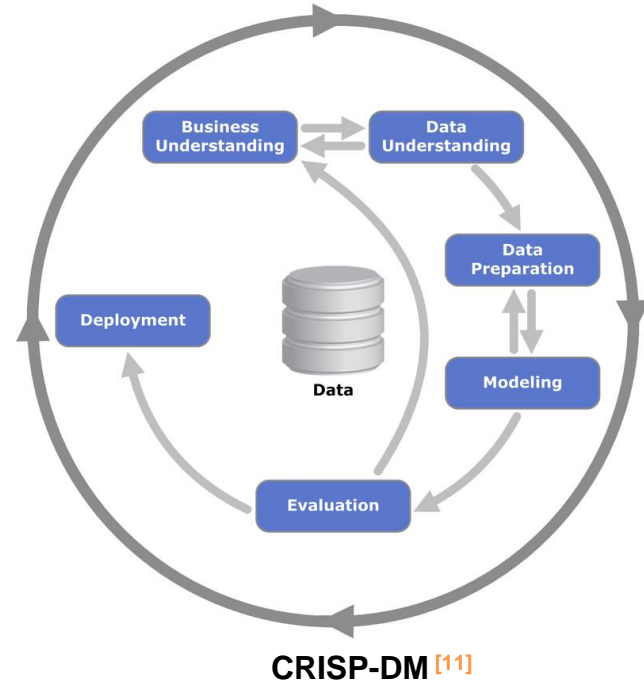 Business
Understanding
Data
Understanding
Data
Preparation
Deployment
Data
Modeling
Evaluation
CRISP-DM [11]